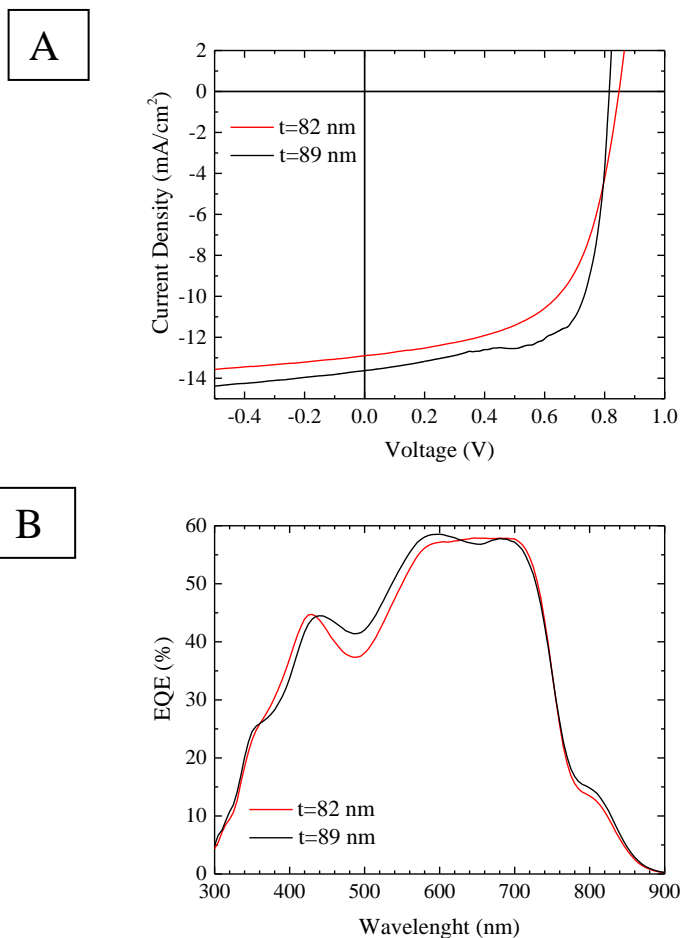 A
2
0
-2
-4
-6
-8
-10
-12
-14
Current Density (mA/cm²)
t=82 nm
t=89 nm
-0.4 -0.2 0.0 0.2 0.4 0.6 0.8 1.0
Voltage (V)
B
60
50
40
30
20
10
0
EQE (%)
t=82 nm
t=89 nm
300 400 500 600 700 800 900
Wavelenght (nm)